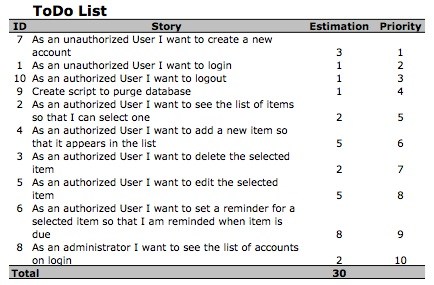 ToDo List
ID Story Estimation Priority
7 As an unauthorized User I want to create a new
account 3 1
1 As an unauthorized User I want to login 1 2
10 As an authorized User I want to logout 1 3
9 Create script to purge database 1 4
2 As an authorized User I want to see the list of items
so that I can select one 2 5
4 As an authorized User I want to add a new item so
that it appears in the list 5 6
3 As an authorized User I want to delete the selected
item 2 7
5 As an authorized User I want to edit the selected
item 5 8
6 As an authorized User I want to set a reminder for a
selected item so that I am reminded when item is
due 8 9
8 As an administrator I want to see the list of accounts
on login 2 10
Total 30